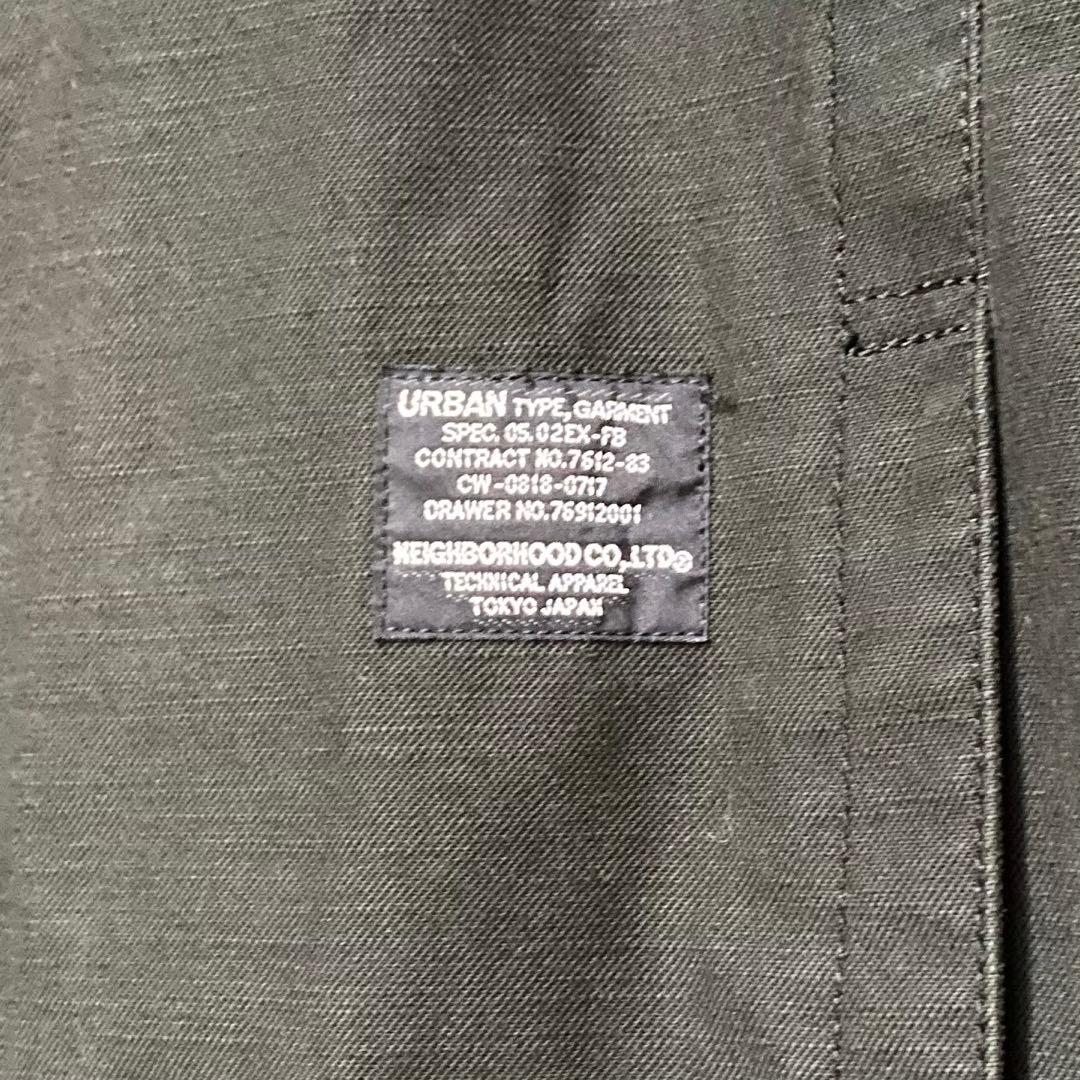 URBAN TYPE, GARMENT
SPEC. 05.02EX-FB
CONTRACT NO.7612-83
CW-0818-0717
DRAWER NO.76912001
NEIGHBORHOOD CO,.LTD®
TECHNICAL APPAREL
TOKYO JAPAN